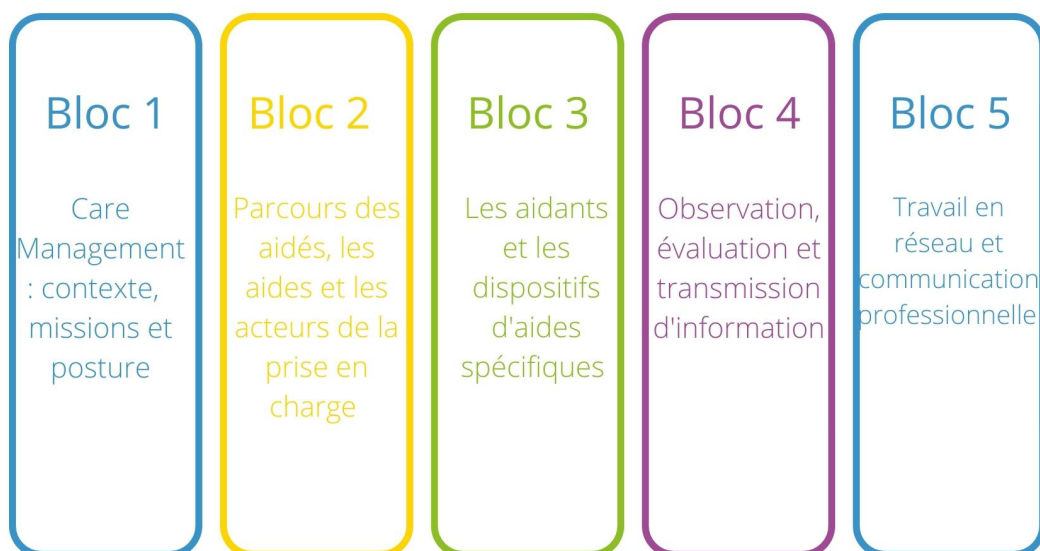 Bloc 1
Care
Management
: contexte,
missions et
posture
Bloc 2
Parcours des
aidés, les
aides et les
acteurs de la
prise en
charge
Bloc 3
Les aidants
et les
dispositifs
d'aides
spécifiques
Bloc 4
Observation,
évaluation et
transmission
d'information
Bloc 5
Travail en
réseau et
communication
professionnelle